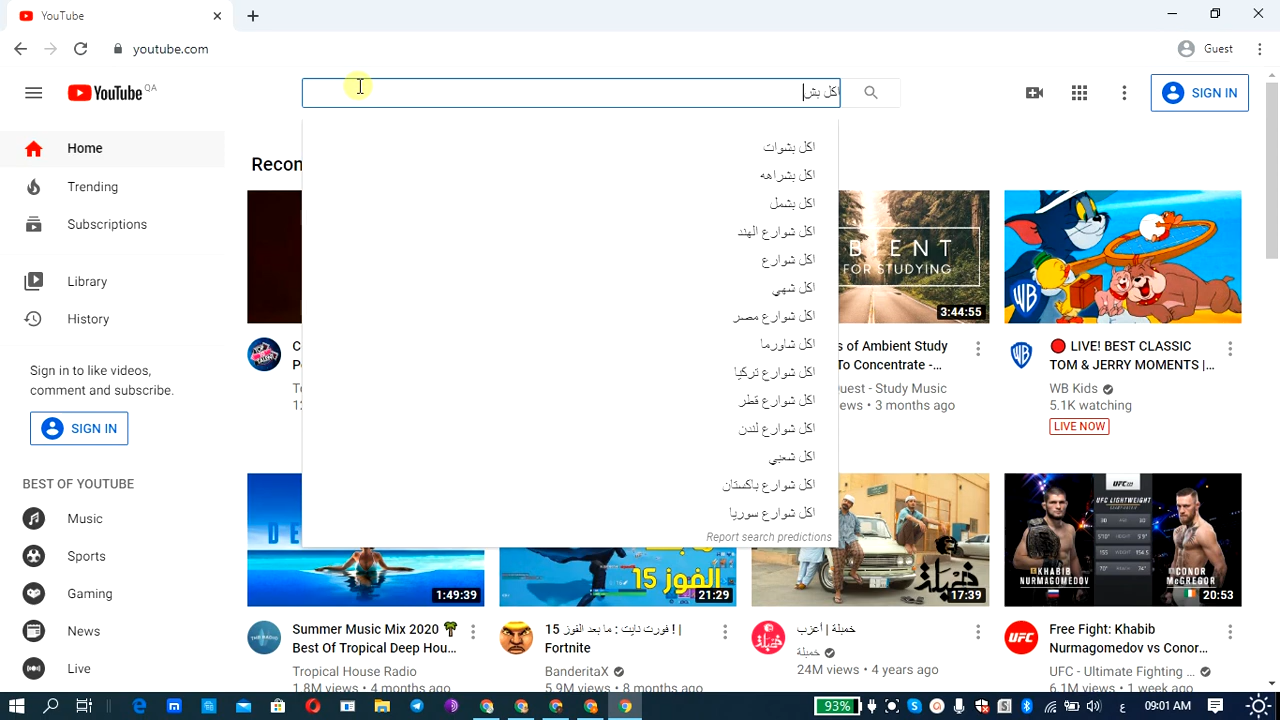 YouTube
youtube.com
Guest
YouTube QA
اكل بش
SIGN IN
Home
Trending
Subscriptions
Library
History
Sign in to like videos,
comment and subscribe.
SIGN IN
BEST OF YOUTUBE
Music
Sports
Gaming
News
Live
Recon
اكل بشوات
اكل بشراهه
اكل بشمل
اكل شوارع الهند
اكل شوارع
اكل شهي
اكل شوارع مصر
اكل شاورما
اكل شوارع تركيا
اكل شوارع قطر
اكل شوارع لندن
اكل شعبي
اكل شوارع باكستان
اكل شوارع سوريا
Report search predictions
BIENT
FOR STUDYING
3:44:55
s of Ambient Study
To Concentrate -...
uest - Study Music
ews • 3 months ago
WB
LIVE! BEST CLASSIC
TOM & JERRY MOMENTS |...
WB Kids
5.1K watching
LIVE NOW
1:49:39
Summer Music Mix 2020
Best Of Tropical Deep Hou...
Tropical House Radio
1.8M views • 4 months ago
الفوز 15
21:29
فورت نايت : ما بعد الفوز 15 ! |
Fortnite
BanderitaX
5.9M views • 8 months ago
خمبلة
17:39
خمبلة | أعزب
خمبلة
24M views • 4 years ago
UFC
UFC LIGHTWEIGHT
CHAMPIONSHIP
KHABIB
NURMAGOMEDOV
CONOR
McGREGOR
20:53
Free Fight: Khabib
Nurmagomedov vs Conor...
UFC - Ultimate Fighting ...
6.1M views • 1 week ago
93%
ع
09:01 AM